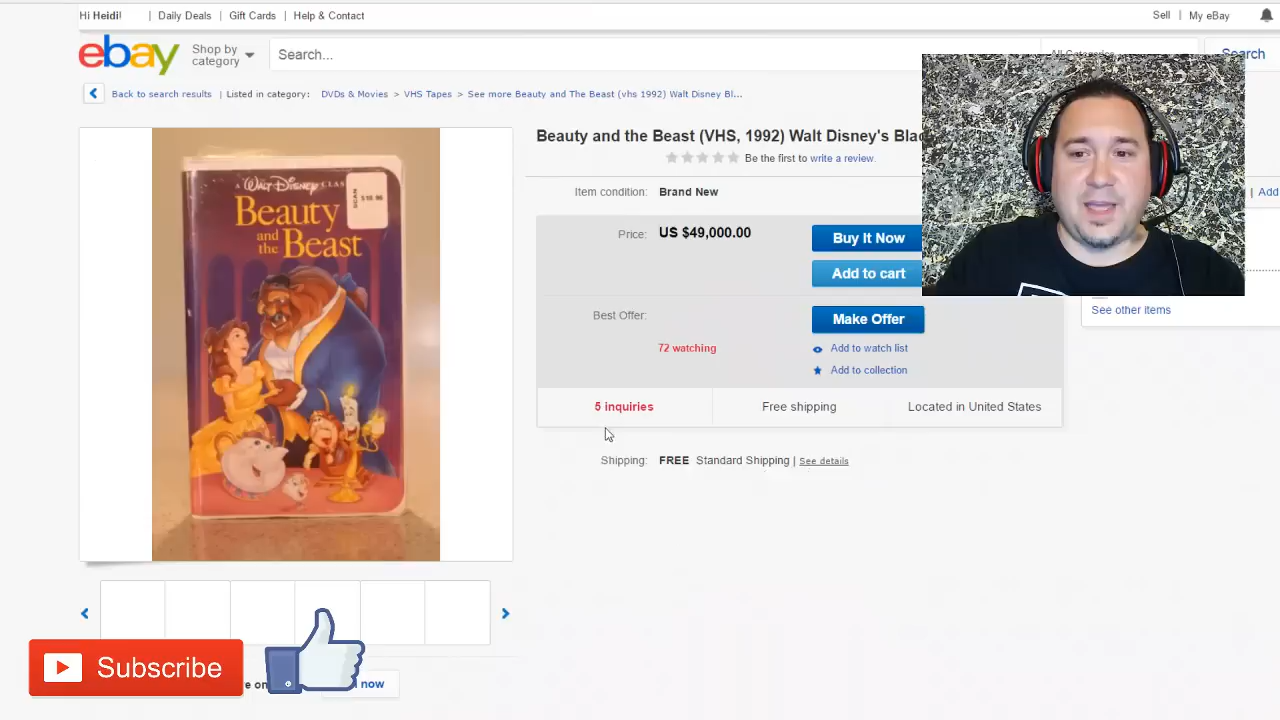 Hi Heidi!
Daily Deals
Gift Cards
Help & Contact
Sell
My eBay
ebay
Shop by category
Search...
All Categories
Search
Back to search results
Listed in category:
DVDs & Movies > VHS Tapes > See more Beauty and The Beast (vhs 1992) Walt Disney Bl...
Beauty and the Beast (VHS, 1992) Walt Disney's
Be the first to write a review.
Item condition: Brand New
Add
Price: US $49,000.00
Buy It Now
Add to cart
Best Offer:
Make Offer
See other items
72 watching
Add to watch list
Add to collection
5 inquiries
Free shipping
Located in United States
Shipping: FREE Standard Shipping | See details
Walt Disney
Beauty
and the
Beast
Subscribe
now